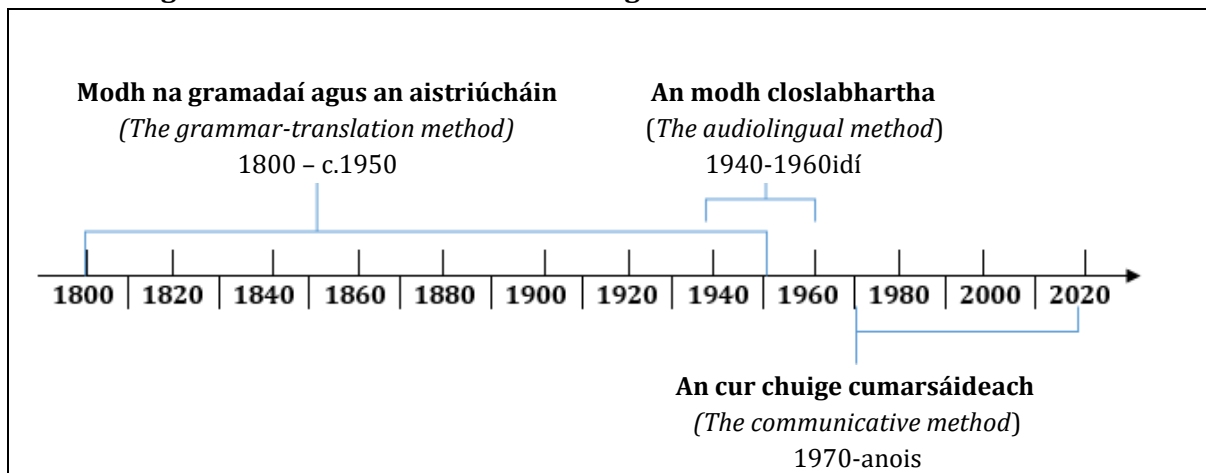 Modh na gramadaí agus an aistriúcháin
(The grammar-translation method)
1800 – c.1950
An modh closlabhartha
(The audiolingual method)
1940-1960idí
1800 1820 1840 1860 1880 1900 1920 1940 1960 1980 2000 2020
An cur chuige cumarsáideach
(The communicative method)
1970-anois